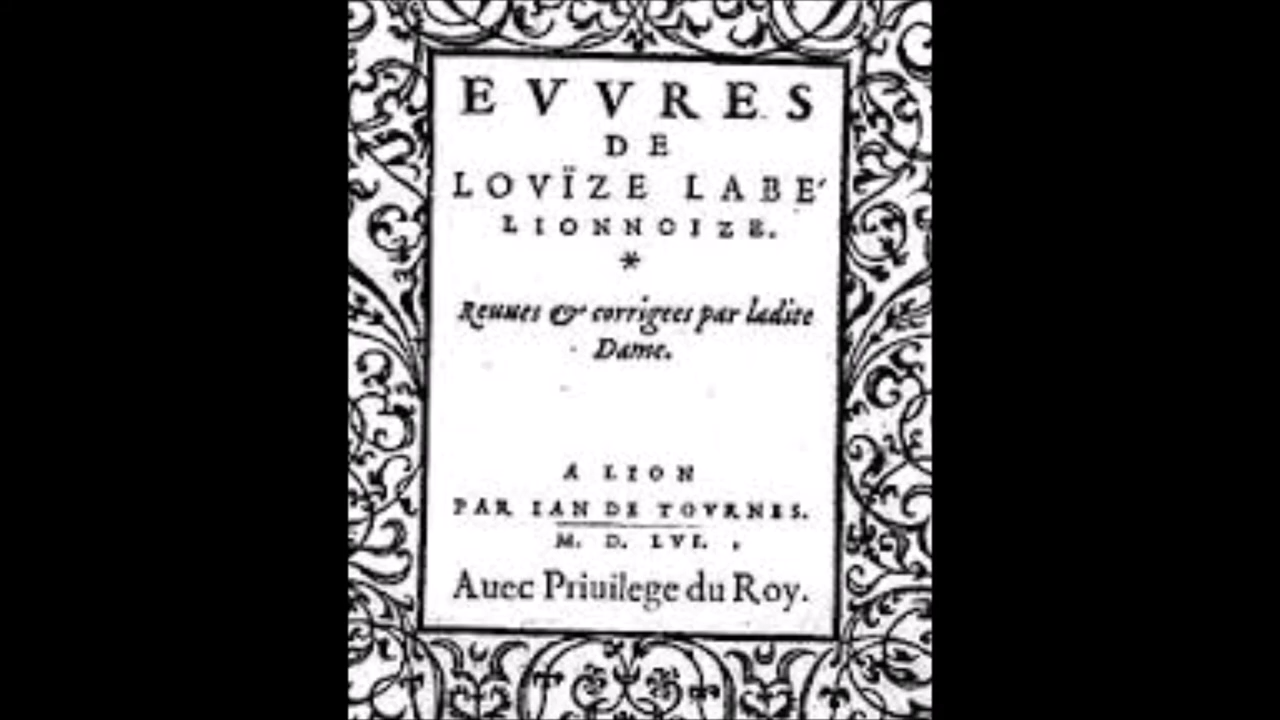 EVVRES
DE
LOVÏZE LABE´
LIONNOIZE.
*
Reuues & corrigees par ladite
Dame.
A LION
PAR IAN DE TOVRNES.
M. D. LVI.
Auec Priuilege du Roy.